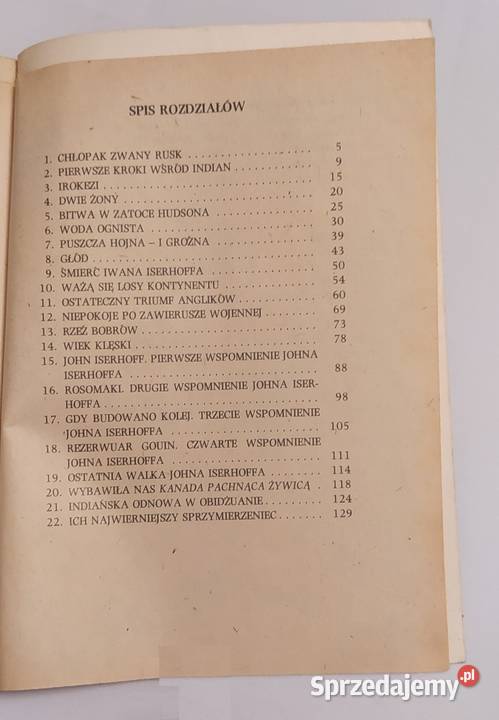 SPIS ROZDZIAŁÓW
1. CHŁOPAK ZWANY RUSK . . . . . . . . . . . . . . . . . 5
2. PIERWSZE KROKI WŚRÓD INDIAN . . . . . . . . . . . 9
3. IROKEZI . . . . . . . . . . . . . . . . . . . . . . . . . 15
4. DWIE ŻONY . . . . . . . . . . . . . . . . . . . . . . . 20
5. BITWA W ZATOCE HUDSONA . . . . . . . . . . . . . . 25
6. WODA OGNISTA . . . . . . . . . . . . . . . . . . . . . 30
7. PUSZCZA HOJNA – I GROŹNA . . . . . . . . . . . . . 39
8. GŁÓD . . . . . . . . . . . . . . . . . . . . . . . . . . . 43
9. ŚMIERĆ IWANA ISERHOFFA . . . . . . . . . . . . . . . 50
10. WAŻĄ SIĘ LOSY KONTYNENTU . . . . . . . . . . . . . 54
11. OSTATECZNY TRIUMF ANGLIKÓW . . . . . . . . . . . 60
12. NIEPOKOJE PO ZAWIERUSZE WOJENNEJ . . . . . . . 69
13. RZEŹ BOBRÓW . . . . . . . . . . . . . . . . . . . . . . 73
14. WIEK KLĘSKI . . . . . . . . . . . . . . . . . . . . . . . 78
15. JOHN ISERHOFF. PIERWSZE WSPOMNIENIE JOHNA
ISERHOFFA . . . . . . . . . . . . . . . . . . . . . . . 88
16. ROSOMAKI. DRUGIE WSPOMNIENIE JOHNA ISER-
HOFFA . . . . . . . . . . . . . . . . . . . . . . . . . . 98
17. GDY BUDOWANO KOLEJ. TRZECIE WSPOMNIENIE
JOHNA ISERHOFFA . . . . . . . . . . . . . . . . . . . 105
18. REZERWUAR GOUIN. CZWARTE WSPOMNIENIE
JOHNA ISERHOFFA . . . . . . . . . . . . . . . . . . . 111
19. OSTATNIA WALKA JOHNA ISERHOFFA . . . . . . . . . 114
20. WYBAWIŁA NAS KANADA PACHNĄCA ŻYWICĄ . . 118
21. INDIAŃSKA ODNOWA W OBIDŻUANIE . . . . . . . . . 124
22. ICH NAJWIERNIEJSZY SPRZYMIERZENIEC . . . . . . . 129
Sprzedajemy.pl